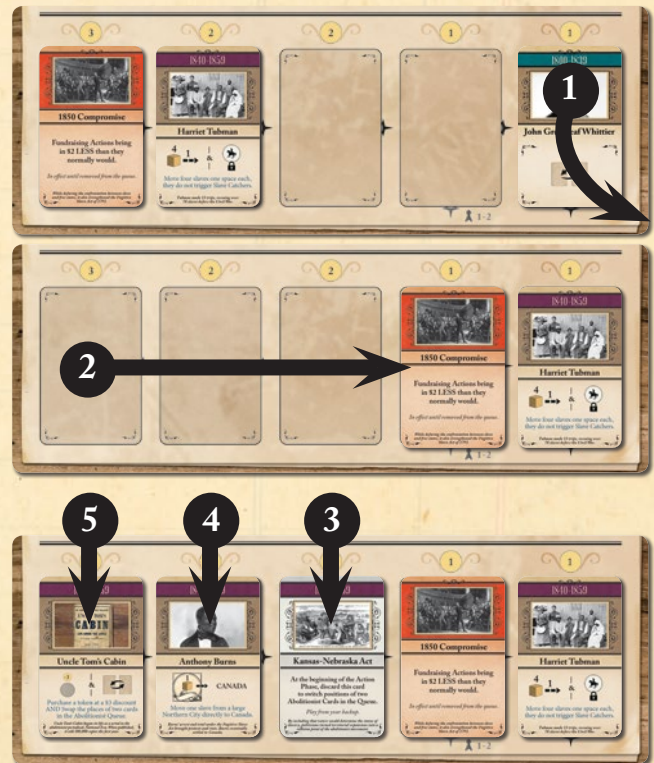 3 2 2 1 1
1850 Compromise
Fundraising Actions being
in $2 LESS than they
normally would.
In effect until removed from the queue.
1840-1859
Harriet Tubman
4 1 &
Move four slaves one space each,
they do not trigger Slave Catchers.
1800-1839
1
John Gr eaf Whittier
1-2
3 2 2 1 1
2
1850 Compromise
Fundraising Actions being
in $2 LESS than they
normally would.
In effect until removed from the queue.
1840-1859
Harriet Tubman
4 1 &
Move four slaves one space each,
they do not trigger Slave Catchers.
1-2
5 4 3
1 1
Uncle Tom's Cabin
UNCLE TOM'S
CABIN
&
Purchase a token at a $3 discount
AND Swap the places of two cards
in the Abolitionist Queue.
Anthony Burns
CANADA
Move one slave from a large
Northern City directly to Canada.
Kansas-Nebraska Act
At the beginning of the Action
Phase, discard this card
to switch positions of two
Abolitionist Cards in the Queue.
Play from your backup.
1850 Compromise
Fundraising Actions being
in $2 LESS than they
normally would.
In effect until removed from the queue.
1840-1859
Harriet Tubman
4 1 &
Move four slaves one space each,
they do not trigger Slave Catchers.
1-2